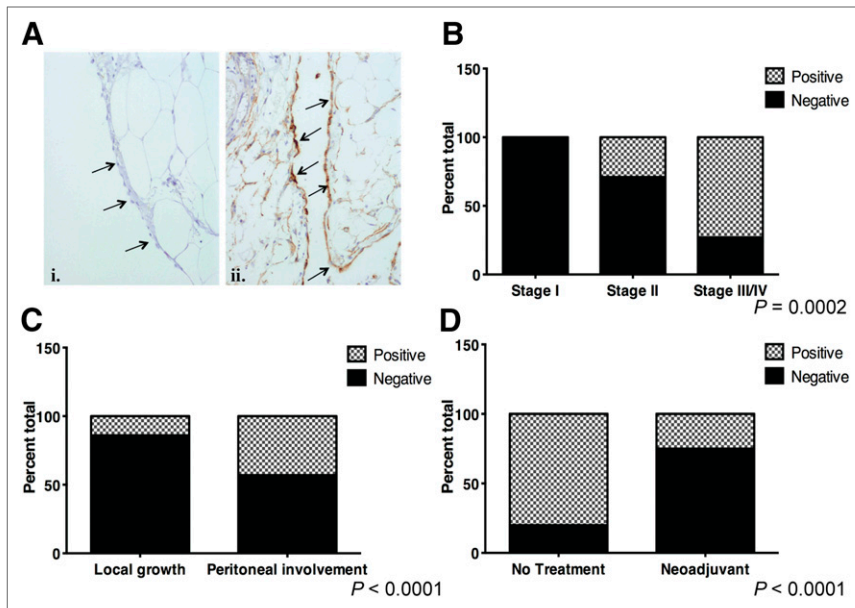 A
i.
ii.
B
150
100
50
0
Percent total
Positive
Negative
Stage I
Stage II
Stage III/IV
P = 0.0002
C
150
100
50
0
Percent total
Positive
Negative
Local growth
Peritoneal involvement
P < 0.0001
D
150
100
50
0
Percent total
Positive
Negative
No Treatment
Neoadjuvant
P < 0.0001